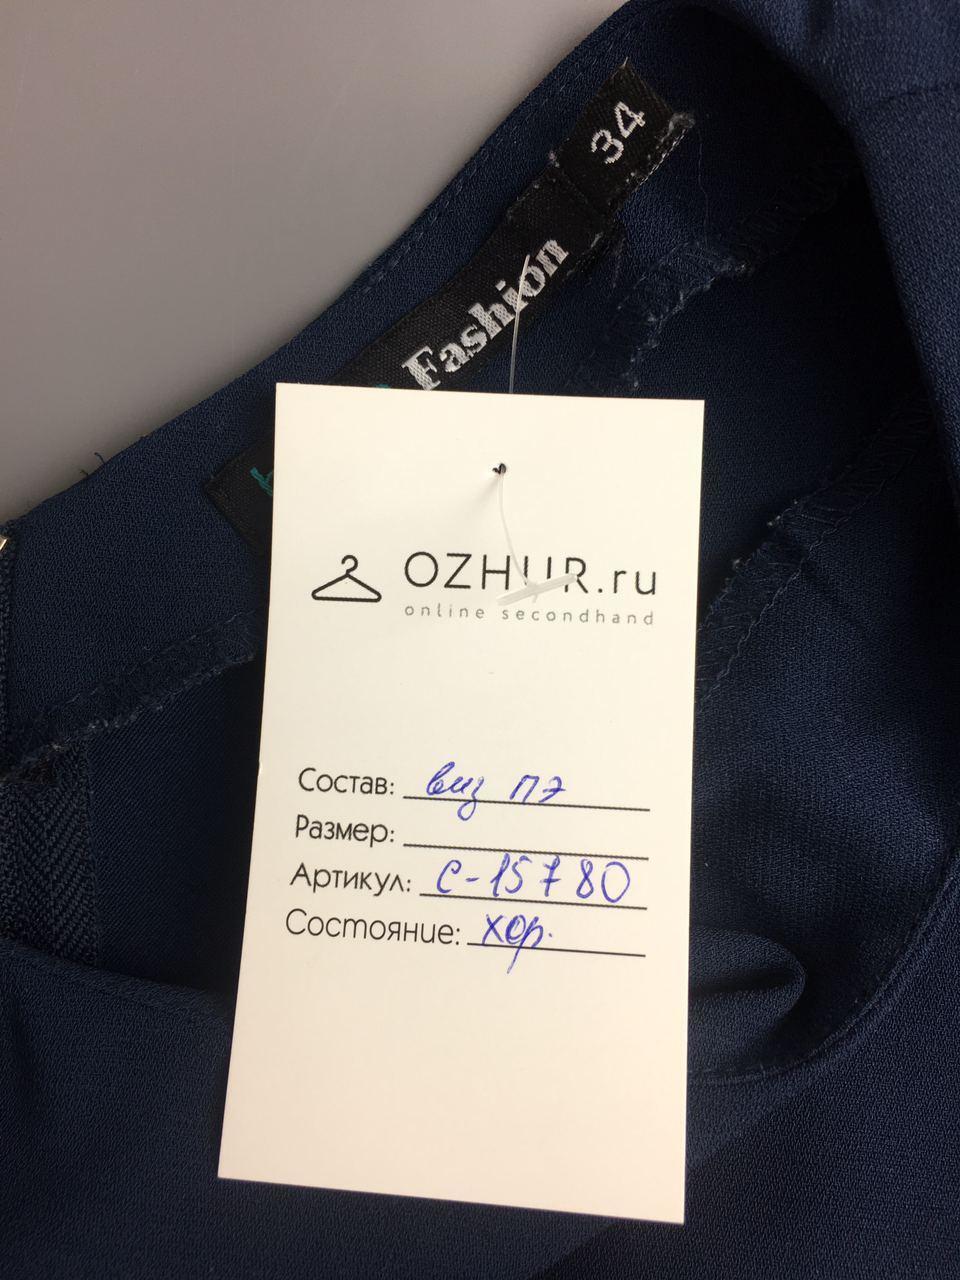 34
Fashion
OZHUR.ru
online secondhand
Состав: виз ПЭ
Размер:
Артикул: С-15780
Состояние: хор.